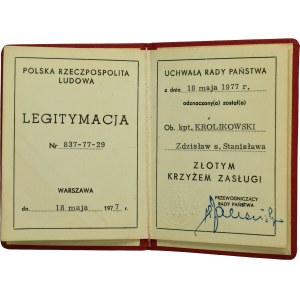 POLSKA RZECZPOSPOLITA
LUDOWA
LEGITYMACJA
Nr 837-77-29
WARSZAWA
dn. 18 maja 1977 r.
UCHWAŁĄ RADY PAŃSTWA
z dnia 18 maja 1977 r.
odznaczony(a) został(a)
Ob. kpt. KRÓLIKOWSKI
Zdzisław s. Stanisława
ZŁOTYM
KRZYŻEM ZASŁUGI
PRZEWODNICZĄCY
RADY PAŃSTWA